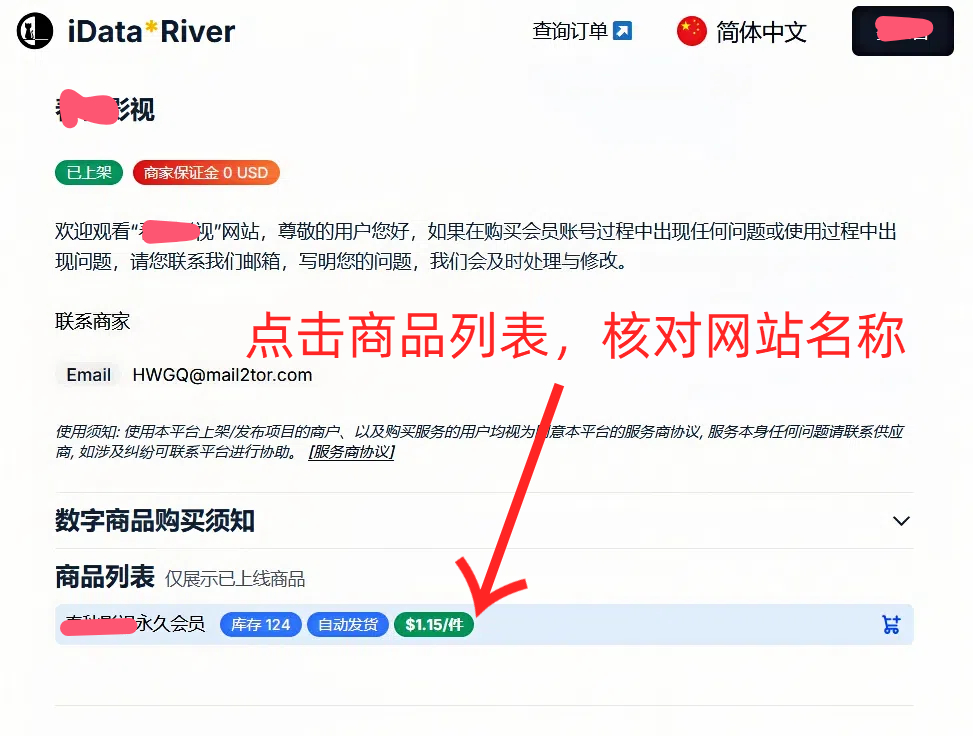 iData*River
查询订单
简体中文
影视
已上架
商家保证金 0 USD
欢迎观看“视”网站，尊敬的用户您好，如果在购买会员账号过程中出现任何问题或使用过程中出
现问题，请您联系我们邮箱，写明您的问题，我们会及时处理与修改。
联系商家
点击商品列表，核对网站名称
Email HWGQ@mail2tor.com
使用须知: 使用本平台上架/发布项目的商户、以及购买服务的用户均视为同意本平台的服务商协议, 服务本身任何问题请联系供应
商, 如涉及纠纷可联系平台进行协助。 [服务商协议]
数字商品购买须知
商品列表 仅展示已上线商品
永久会员 库存 124 自动发货 $1.15/件